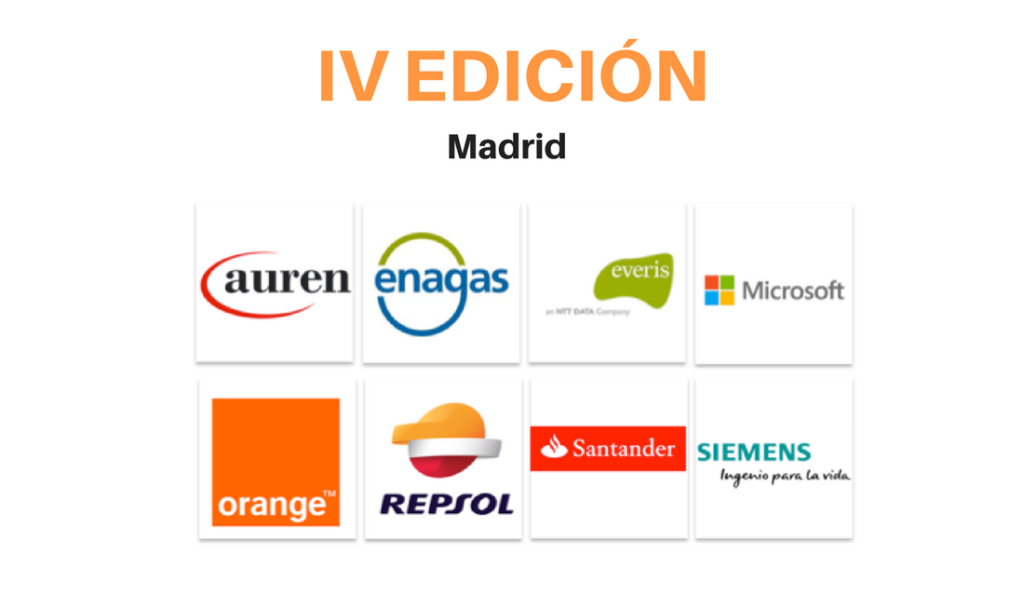 IV EDICIÓN
Madrid
auren
enagas
everis
an NTT DATA Company
Microsoft
orange™
REPSOL
Santander
SIEMENS
Ingenio para la vida